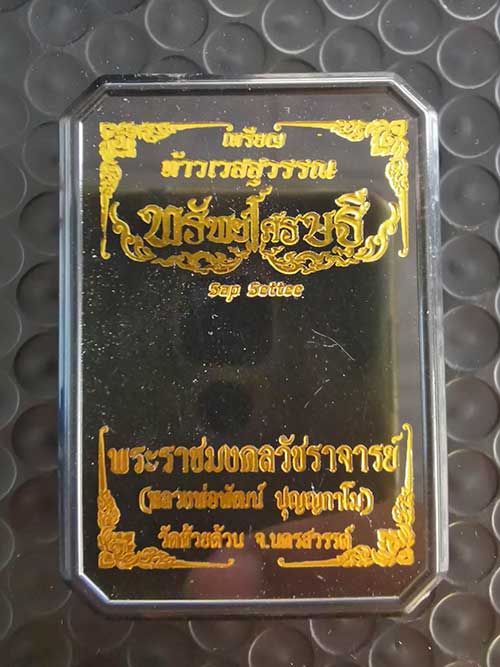 เหรียญ
ท้าวเวสสุวรรณ
ทรัพย์เศรษฐี
Sap Settee
พระราชมงคลวัชราจารย์
(หลวงพ่อพัฒน์ ปุญญกาโม)
วัดห้วยด้วน จ.นครสวรรค์